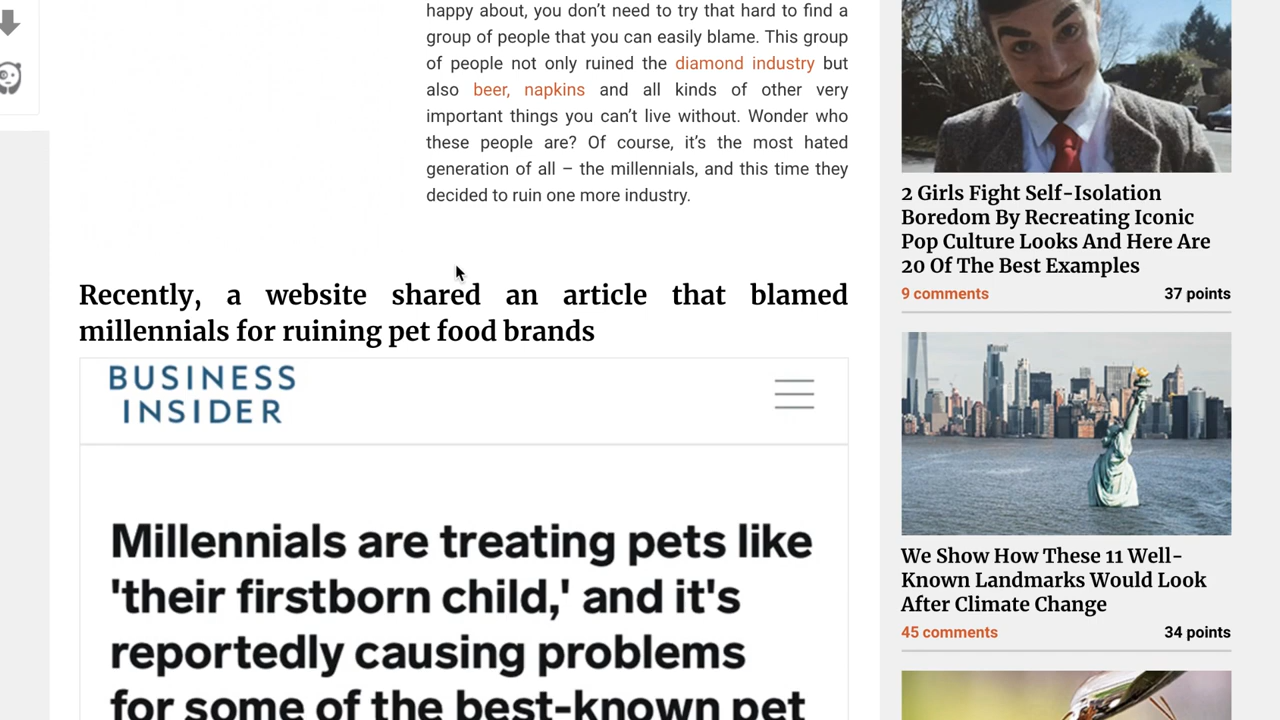 happy about, you don’t need to try that hard to find a
group of people that you can easily blame. This group
of people not only ruined the diamond industry but
also beer, napkins and all kinds of other very
important things you can’t live without. Wonder who
these people are? Of course, it’s the most hated
generation of all – the millennials, and this time they
decided to ruin one more industry.
Recently, a website shared an article that blamed
millennials for ruining pet food brands
BUSINESS
INSIDER
Millennials are treating pets like
'their firstborn child,' and it's
reportedly causing problems
for some of the best-known pet
2 Girls Fight Self-Isolation
Boredom By Recreating Iconic
Pop Culture Looks And Here Are
20 Of The Best Examples
9 comments 37 points
We Show How These 11 Well-
Known Landmarks Would Look
After Climate Change
45 comments 34 points